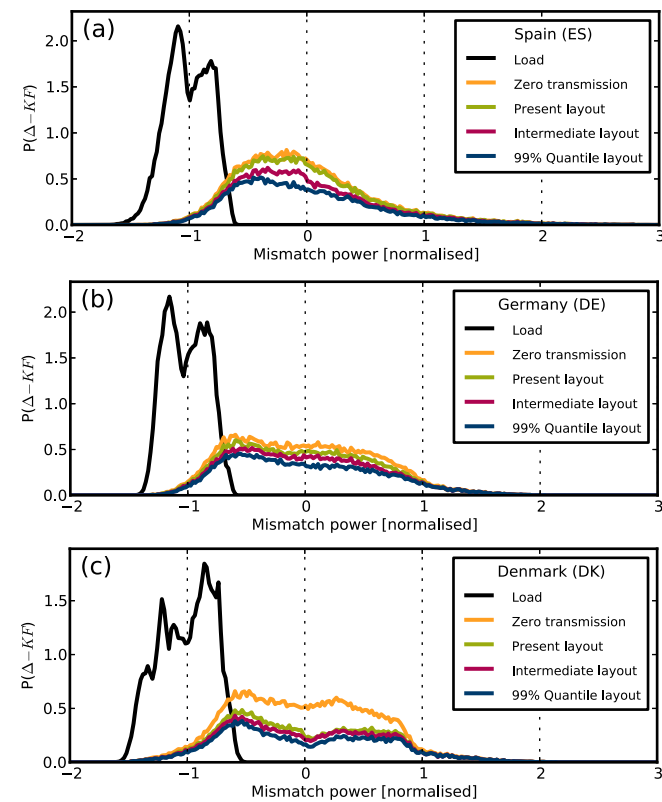 (a)
Spain (ES)
Load
Zero transmission
Present layout
Intermediate layout
99% Quantile layout
P(Δ−KF)
2.0
1.5
1.0
0.5
0.0
−2 −1 0 1 2 3
Mismatch power [normalised]
(b)
Germany (DE)
Load
Zero transmission
Present layout
Intermediate layout
99% Quantile layout
P(Δ−KF)
2.0
1.5
1.0
0.5
0.0
−2 −1 0 1 2 3
Mismatch power [normalised]
(c)
Denmark (DK)
Load
Zero transmission
Present layout
Intermediate layout
99% Quantile layout
P(Δ−KF)
2.0
1.5
1.0
0.5
0.0
−2 −1 0 1 2 3
Mismatch power [normalised]